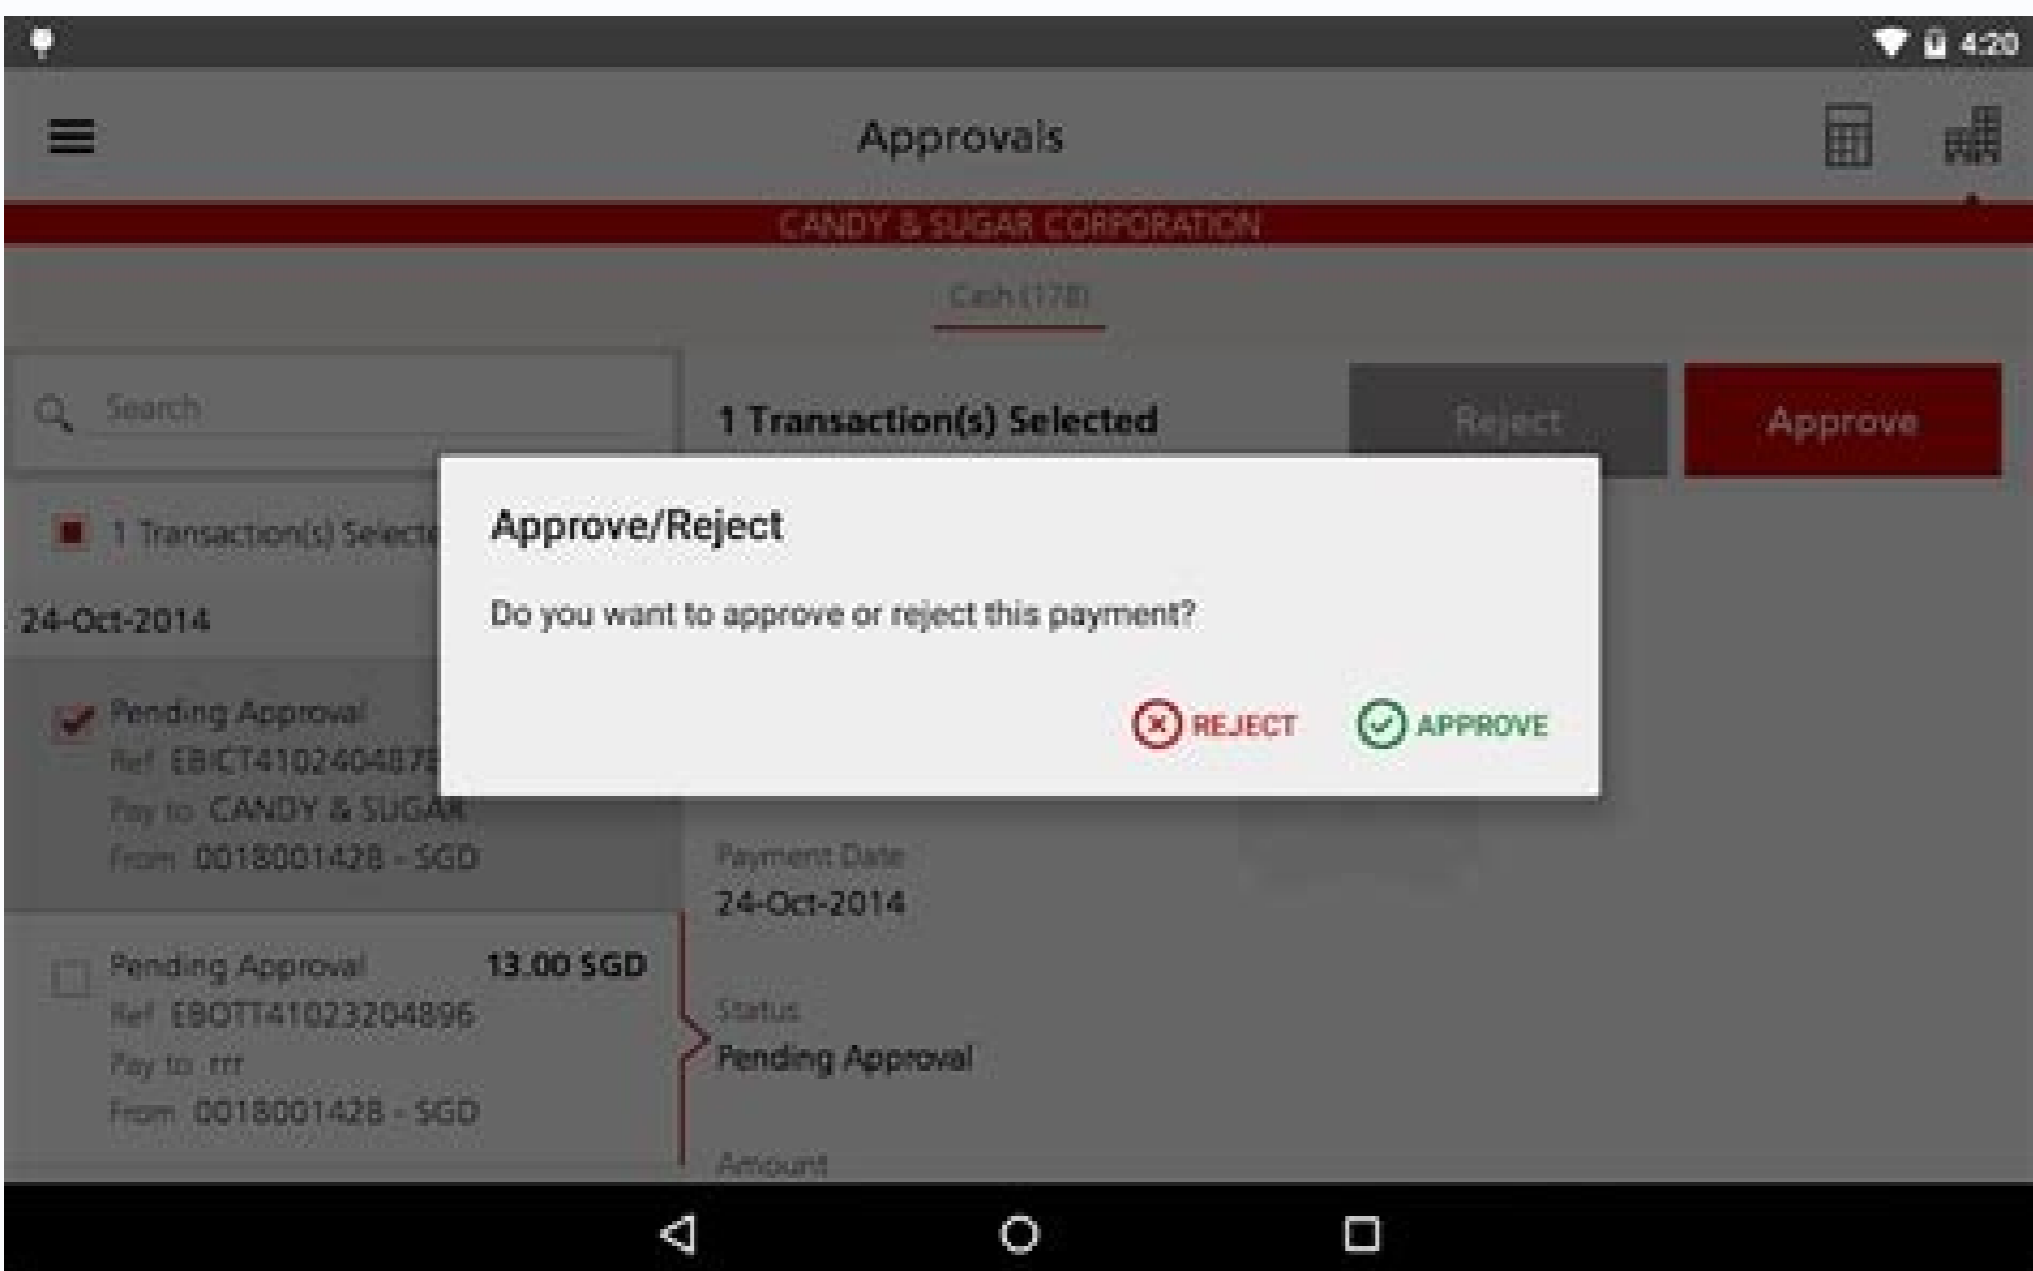 4:20
Approvals
CANDY & SUGAR CORPORATION
Cash (178)
Search
1 Transaction(s) Selected
Reject
Approve
1 Transaction(s)
24-Oct-2014
Approve/Reject
Do you want to approve or reject this payment?
REJECT
APPROVE
Pending Approval
Ref
Pay to CANDY & SUGAR
From 0018001428 - SGD
Pending Approval 13.00 SGD
Ref EBOTT41023204896
Pay to rrr
From 0018001428 - SGD
Payment Date
24-Oct-2014
Status
Pending Approval
Amount